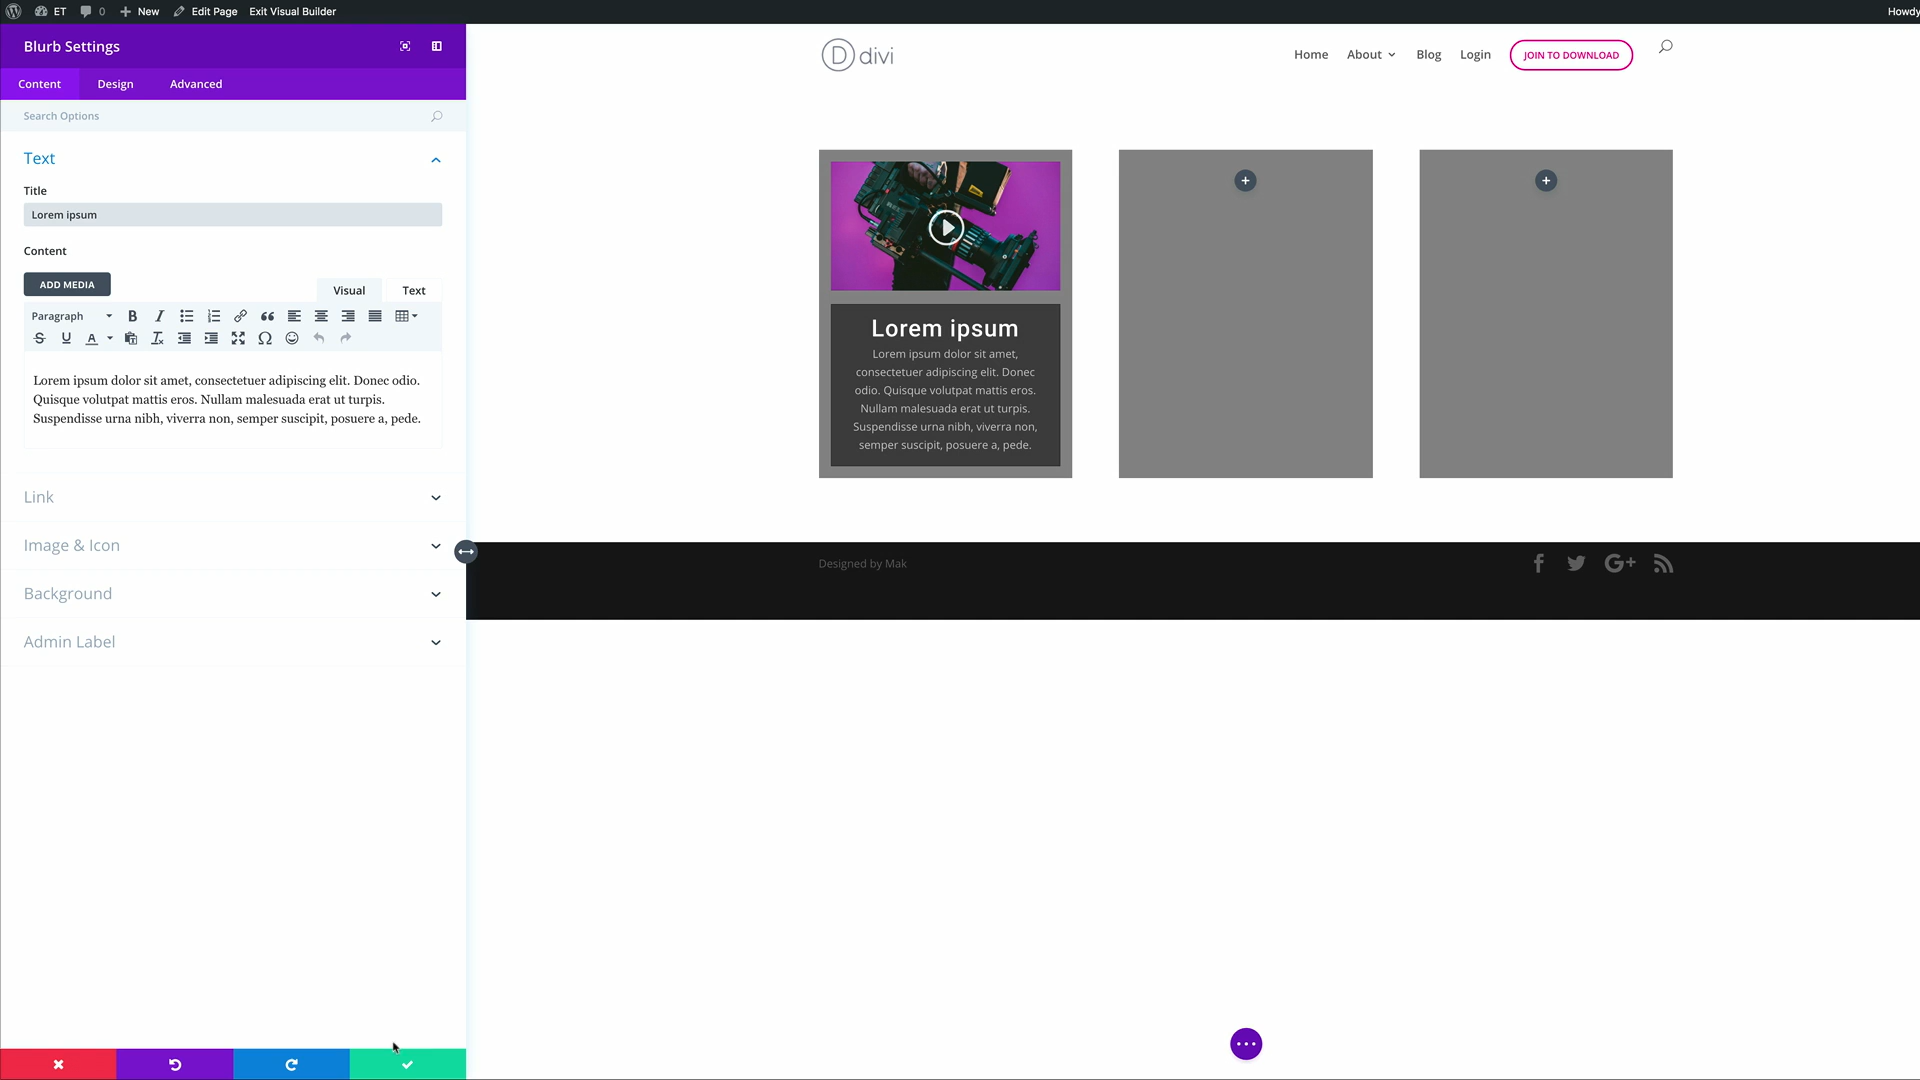 ET
0
New
Edit Page
Exit Visual Builder
Howdy
Blurb Settings
Content
Design
Advanced
Search Options
Text
Title
Lorem ipsum
Content
ADD MEDIA
Visual
Text
Paragraph
Lorem ipsum dolor sit amet, consectetuer adipiscing elit. Donec odio.
Quisque volutpat mattis eros. Nullam malesuada erat ut turpis.
Suspendisse urna nibh, viverra non, semper suscipit, posuere a, pede.
Link
Image & Icon
Background
Admin Label
D divi
Home
About
Blog
Login
JOIN TO DOWNLOAD
Lorem ipsum
Lorem ipsum dolor sit amet,
consectetuer adipiscing elit. Donec
odio. Quisque volutpat mattis eros.
Nullam malesuada erat ut turpis.
Suspendisse urna nibh, viverra non,
semper suscipit, posuere a, pede.
Designed by Mak